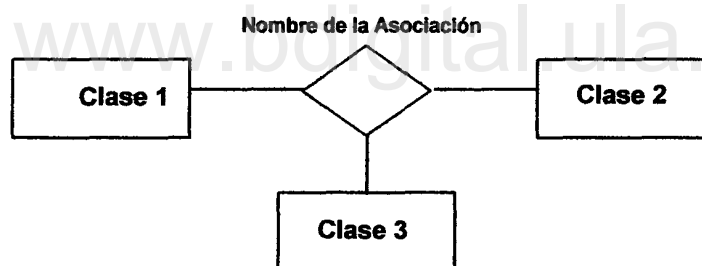 www.bdigital.ula.
Nombre de la Asociación
Clase 1
Clase 2
Clase 3